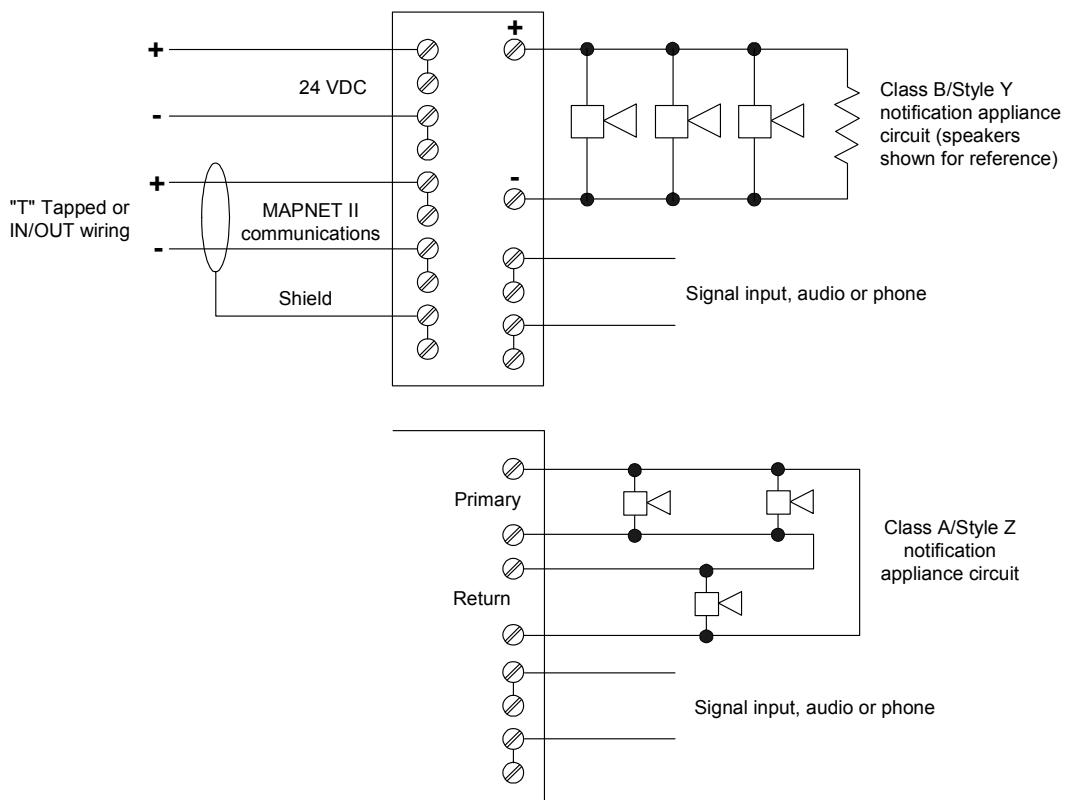 +
24 VDC
-
+
"T" Tapped or
IN/OUT wiring
MAPNET II
communications
-
Shield
+
-
Class B/Style Y
notification appliance
circuit (speakers
shown for reference)
Signal input, audio or phone
Primary
Return
Class A/Style Z
notification
appliance circuit
Signal input, audio or phone